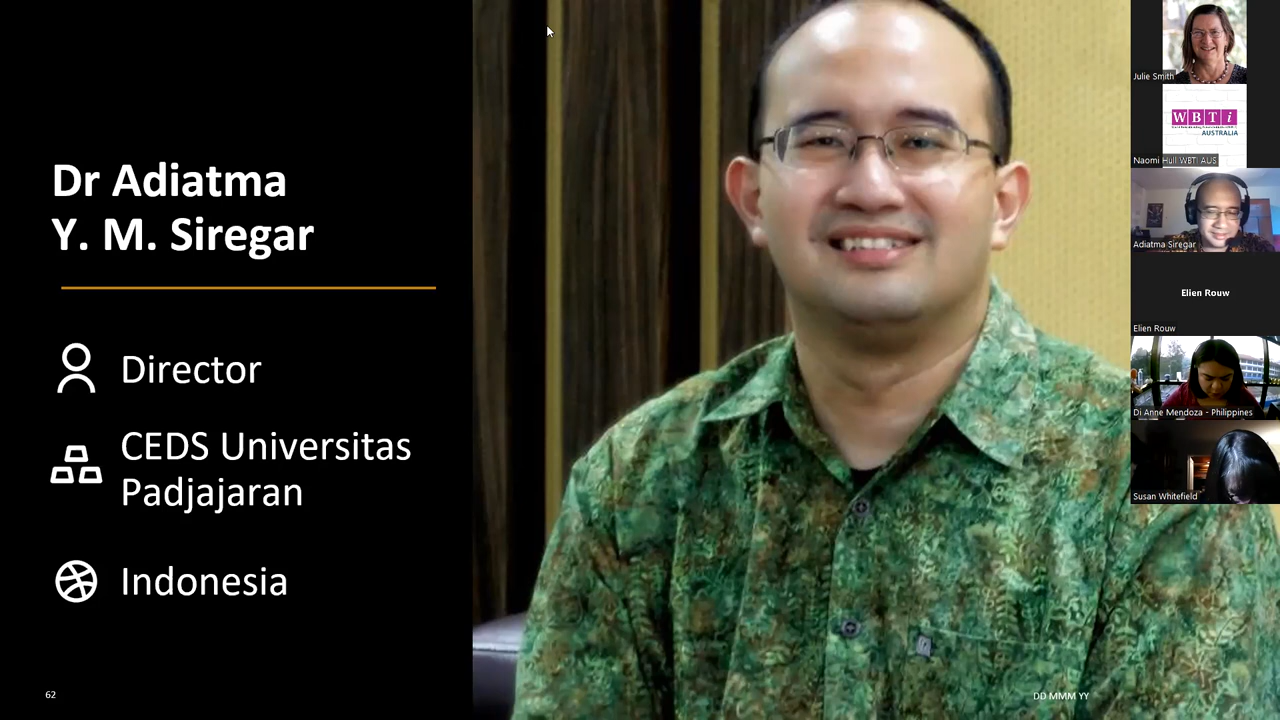 Dr Adiatma
Y. M. Siregar
Director
CEDS Universitas
Padjajaran
Indonesia
62
DD MMM YY
Julie Smith
WBTi
AUSTRALIA
Naomi Hull WBTI AUS
Adiatma Siregar
Elien Rouw
Elien Rouw
Di Anne Mendoza - Philippines
Susan Whitefield